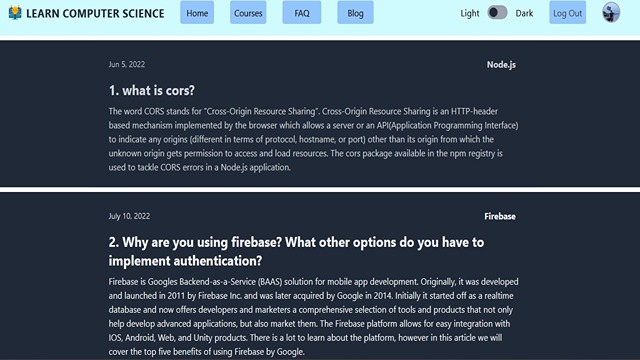 LEARN COMPUTER SCIENCE Home Courses FAQ Blog Light Dark Log Out
Jun 5, 2022 Node.js
1. what is cors?
The word CORS stands for "Cross-Origin Resource Sharing". Cross-Origin Resource Sharing is an HTTP-header
based mechanism implemented by the browser which allows a server or an API(Application Programming Interface)
to indicate any origins (different in terms of protocol, hostname, or port) other than its origin from which the
unknown origin gets permission to access and load resources. The cors package available in the npm registry is
used to tackle CORS errors in a Node.js application.
July 10, 2022 Firebase
2. Why are you using firebase? What other options do you have to
implement authentication?
Firebase is Googles Backend-as-a-Service (BAAS) solution for mobile app development. Originally, it was developed
and launched in 2011 by Firebase Inc. and was later acquired by Google in 2014. Initially it started off as a realtime
database and now offers developers and marketers a comprehensive selection of tools and products that not only
help develop advanced applications, but also market them. The Firebase platform allows for easy integration with
IOS, Android, Web, and Unity products. There is a lot to learn about the platform, however in this article we will
cover the top five benefits of using Firebase by Google.